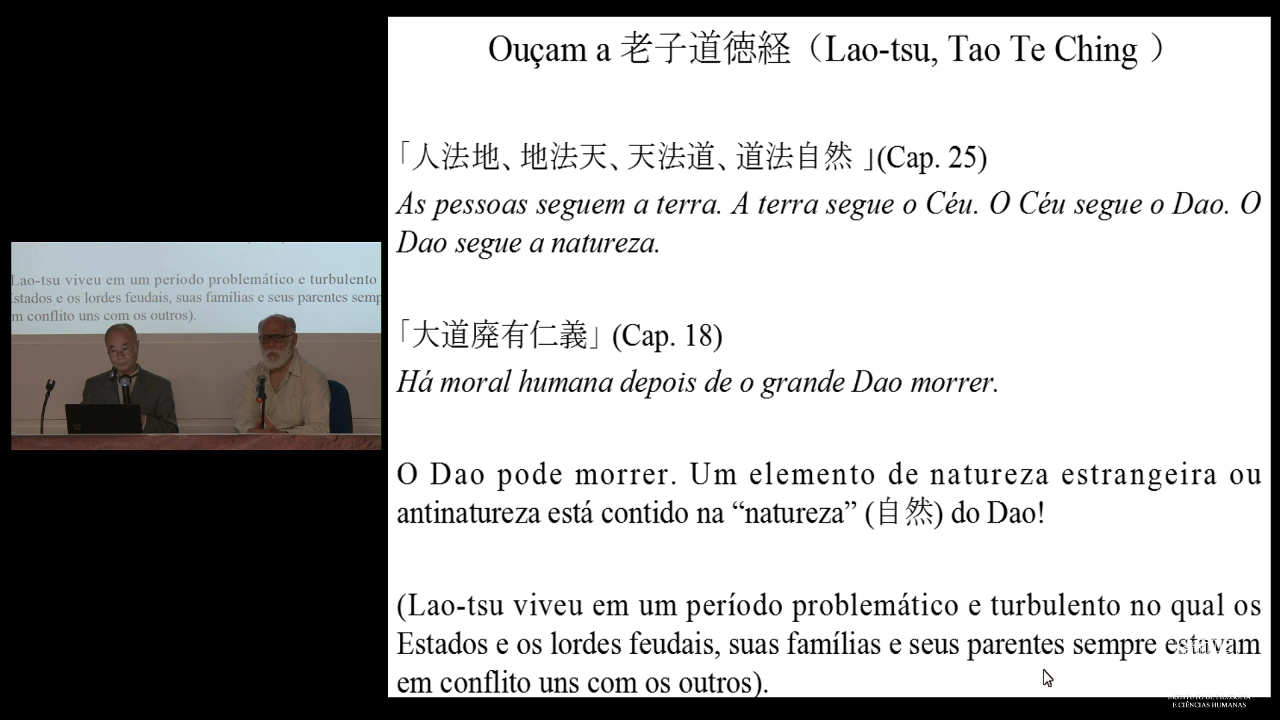 Ouçam a 老子道徳経（Lao-tsu, Tao Te Ching ）
「人法地、地法天、天法道、道法自然 」(Cap. 25)
As pessoas seguem a terra. A terra segue o Céu. O Céu segue o Dao. O
Dao segue a natureza.
「大道廃有仁義」 (Cap. 18)
Há moral humana depois de o grande Dao morrer.
O Dao pode morrer. Um elemento de natureza estrangeira ou
antinatureza está contido na “natureza” (自然) do Dao!
(Lao-tsu viveu em um período problemático e turbulento no qual os
Estados e os lordes feudais, suas famílias e seus parentes sempre estavam
em conflito uns com os outros).
Lao-tsu viveu em um período problemático e turbulento
Estados e os lordes feudais, suas famílias e seus parentes semp
m conflito uns com os outros).
E CIÊNCIAS HUMANAS